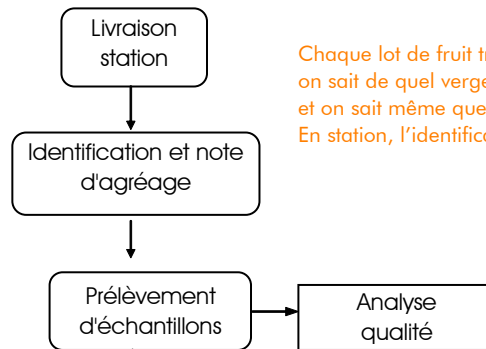 Livraison
station
Chaque lot de fruit
on sait de quel
et on sait même
En station,
Identification et note
d'agréage
Prélèvement
d'échantillons
Analyse
qualité